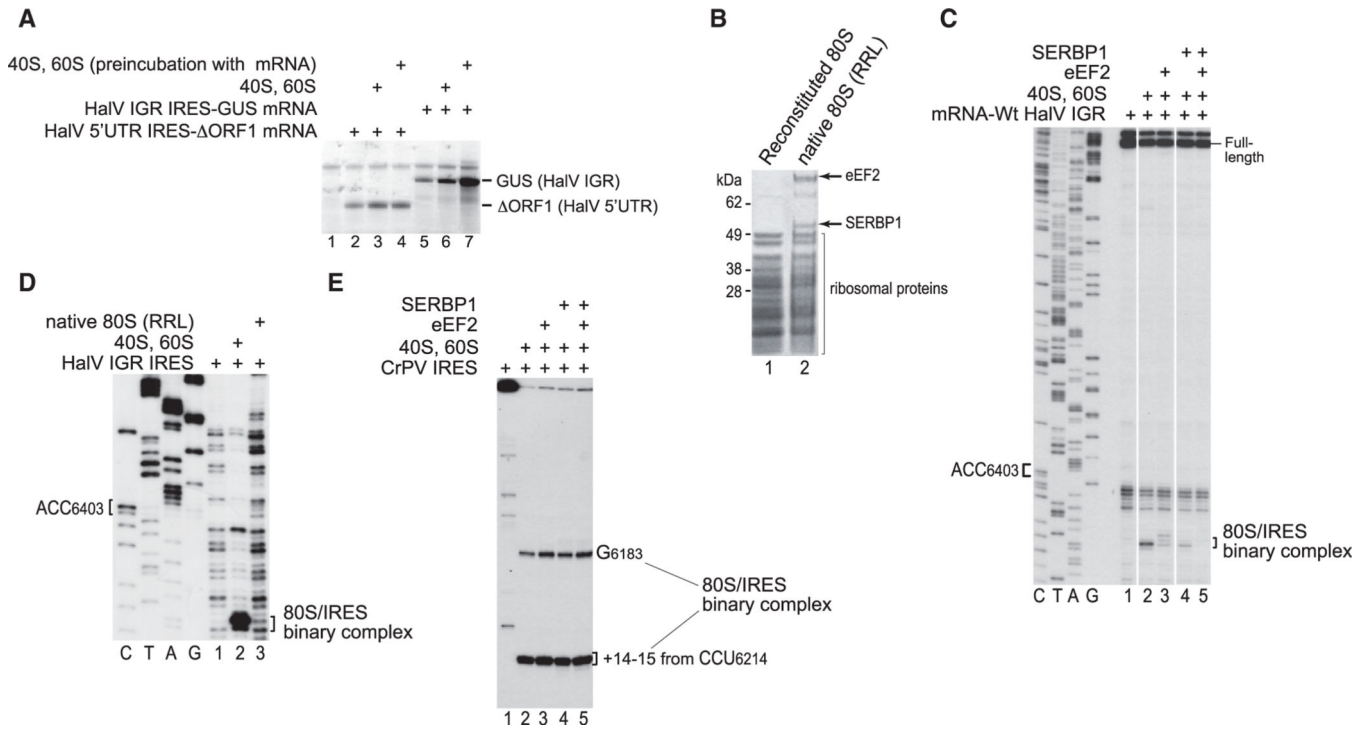 A
40S, 60S (preincubation with mRNA) + +
40S, 60S + +
HalV IGR IRES-GUS mRNA + + +
HalV 5'UTR IRES-ΔORF1 mRNA + + +
GUS (HalV IGR)
ΔORF1 (HalV 5'UTR)
1 2 3 4 5 6 7
B
Reconstituted 80S
native 80S (RRL)
kDa
eEF2
62
SERBP1
49
38
28
ribosomal proteins
1 2
C
SERBP1 + +
eEF2 + +
40S, 60S + + + +
mRNA-Wt HalV IGR + + + + +
Full-
length
ACC6403
80S/IRES
binary complex
C T A G 1 2 3 4 5
D
native 80S (RRL) +
40S, 60S +
HalV IGR IRES + + +
ACC6403
80S/IRES
binary complex
C T A G 1 2 3
E
SERBP1 + +
eEF2 + +
40S, 60S + + + +
CrPV IRES + + + + +
G6183
80S/IRES
binary complex
+14-15 from CCU6214
1 2 3 4 5